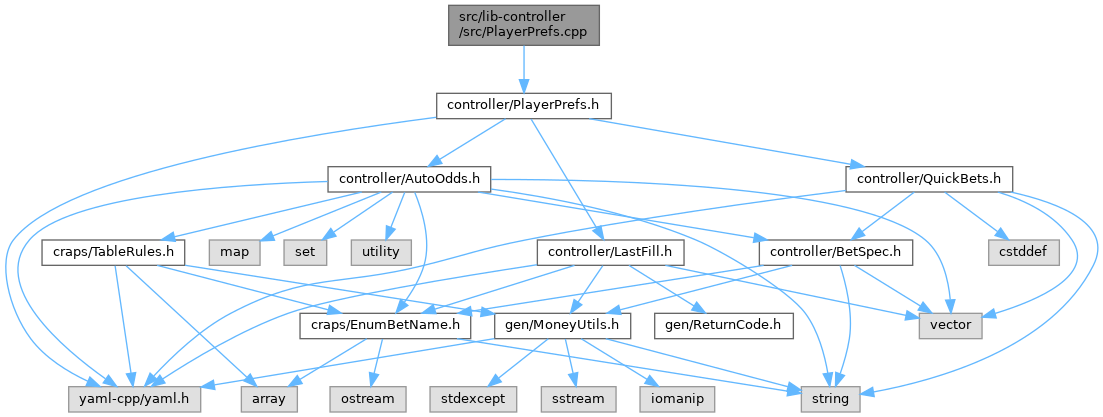 src/lib-controller
/src/PlayerPrefs.cpp
controller/PlayerPrefs.h
controller/AutoOdds.h
controller/QuickBets.h
craps/TableRules.h
map
set
utility
controller/LastFill.h
controller/BetSpec.h
cstddef
craps/EnumBetName.h
gen/MoneyUtils.h
gen/ReturnCode.h
vector
yaml-cpp/yaml.h
array
ostream
stdexcept
sstream
iomanip
string